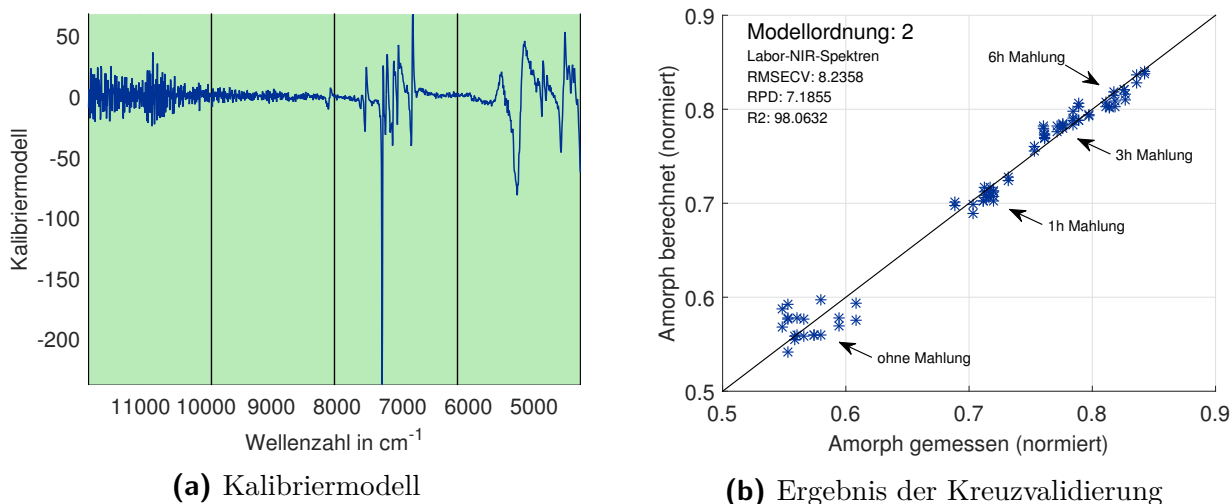 50
0
-50
-100
-150
-200
Kalibriermodell
11000 10000 9000 8000 7000 6000 5000
Wellenzahl in cm-1
(a) Kalibriermodell
0.9
0.8
0.7
0.6
0.5
Amorph berechnet (normiert)
Modellordnung: 2
Labor-NIR-Spektren
RMSECV: 8.2358
RPD: 7.1855
R2: 98.0632
6h Mahlung
3h Mahlung
1h Mahlung
ohne Mahlung
0.5 0.6 0.7 0.8 0.9
Amorph gemessen (normiert)
(b) Ergebnis der Kreuzvalidierung